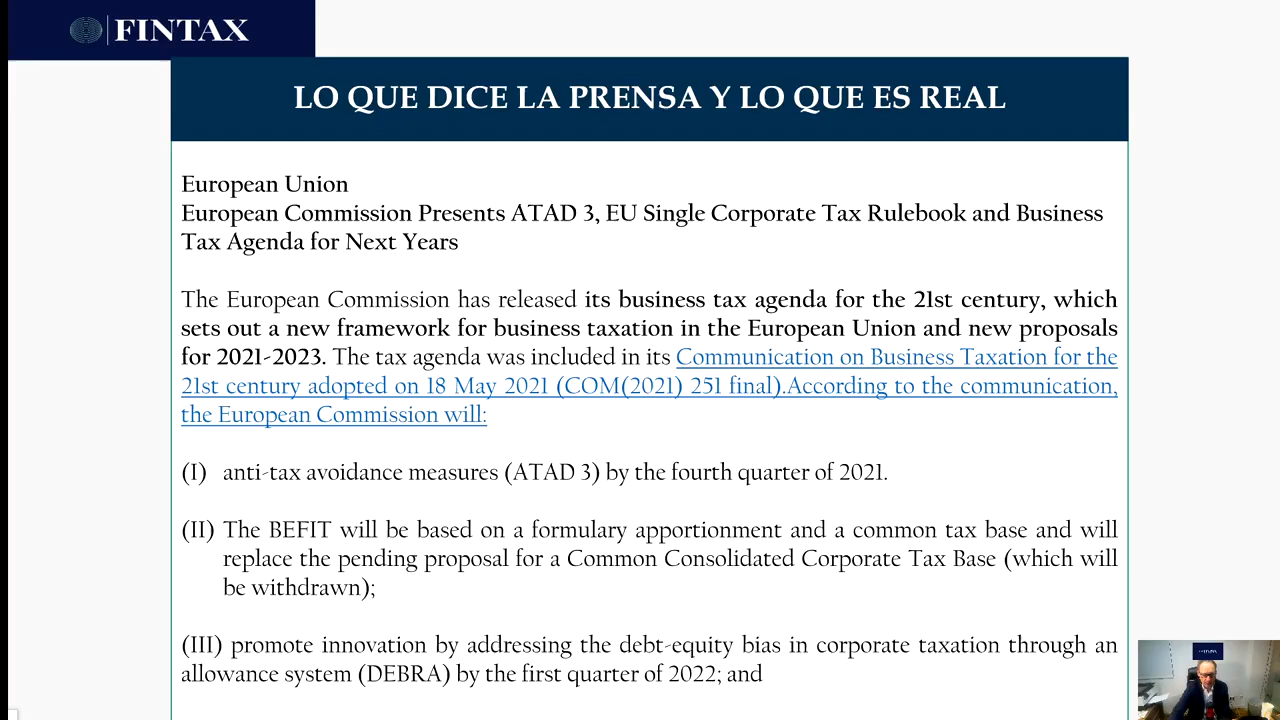 FINTAX
LO QUE DICE LA PRENSA Y LO QUE ES REAL
European Union
European Commission Presents ATAD 3, EU Single Corporate Tax Rulebook and Business
Tax Agenda for Next Years
The European Commission has released its business tax agenda for the 21st century, which
sets out a new framework for business taxation in the European Union and new proposals
for 2021-2023. The tax agenda was included in its Communication on Business Taxation for the
21st century adopted on 18 May 2021 (COM(2021) 251 final).According to the communication,
the European Commission will:
(I) anti-tax avoidance measures (ATAD 3) by the fourth quarter of 2021.
(II) The BEFIT will be based on a formulary apportionment and a common tax base and will
replace the pending proposal for a Common Consolidated Corporate Tax Base (which will
be withdrawn);
(III) promote innovation by addressing the debt-equity bias in corporate taxation through an
allowance system (DEBRA) by the first quarter of 2022; and